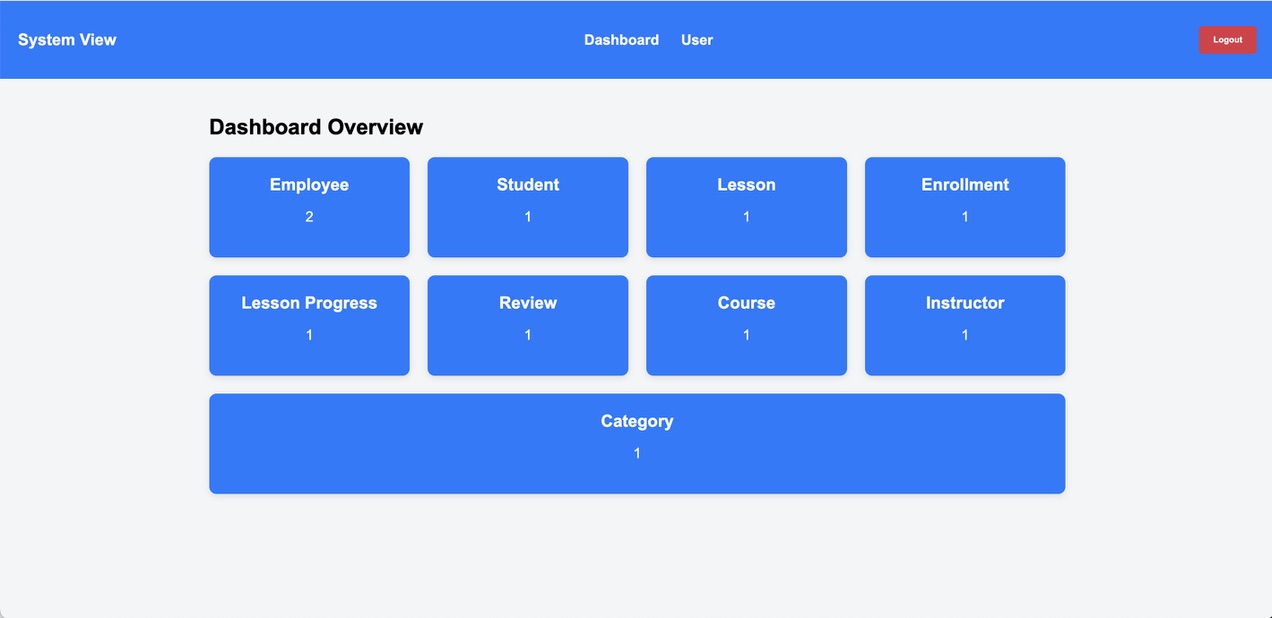 System View
Dashboard User
Logout
Dashboard Overview
Employee
2
Student
1
Lesson
1
Enrollment
1
Lesson Progress
1
Review
1
Course
1
Instructor
1
Category
1